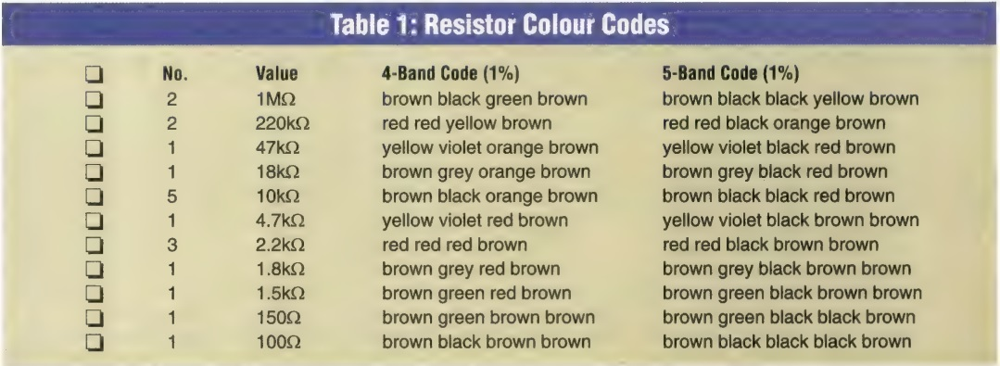 Table 1: Resistor Colour Codes
No. Value 4-Band Code (1%) 5-Band Code (1%)
2 1MΩ brown black green brown brown black black yellow brown
2 220kΩ red red yellow brown red red black orange brown
1 47kΩ yellow violet orange brown yellow violet black red brown
1 18kΩ brown grey orange brown brown grey black red brown
5 10kΩ brown black orange brown brown black black red brown
1 4.7kΩ yellow violet red brown yellow violet black brown brown
3 2.2kΩ red red red brown red red black brown brown
1 1.8kΩ brown grey red brown brown grey black brown brown
1 1.5kΩ brown green red brown brown green black brown brown
1 150Ω brown green brown brown brown green black black brown
1 100Ω brown black brown brown brown black black black brown